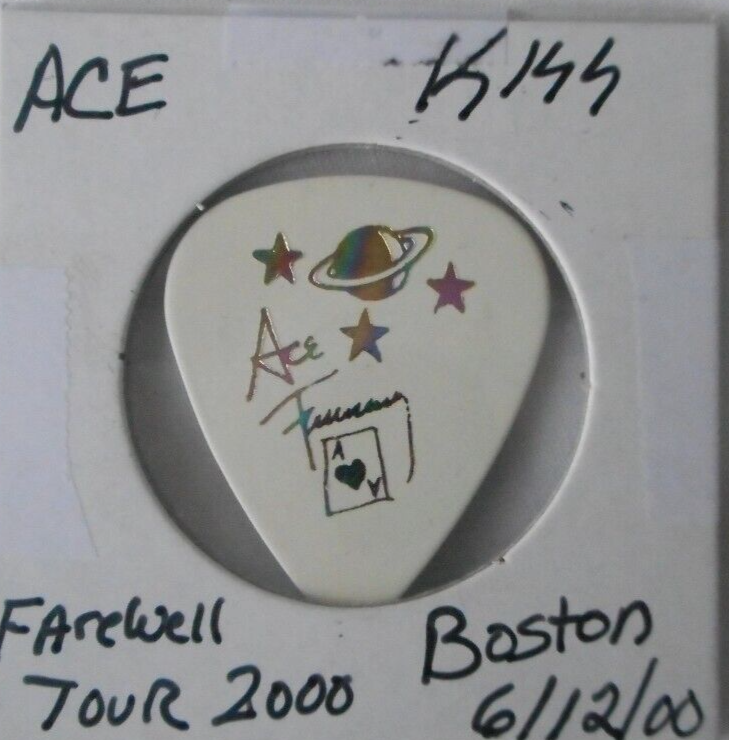 ACE KISS
Ace
A
A
FArewell Boston
TOUR 2000 6/12/00